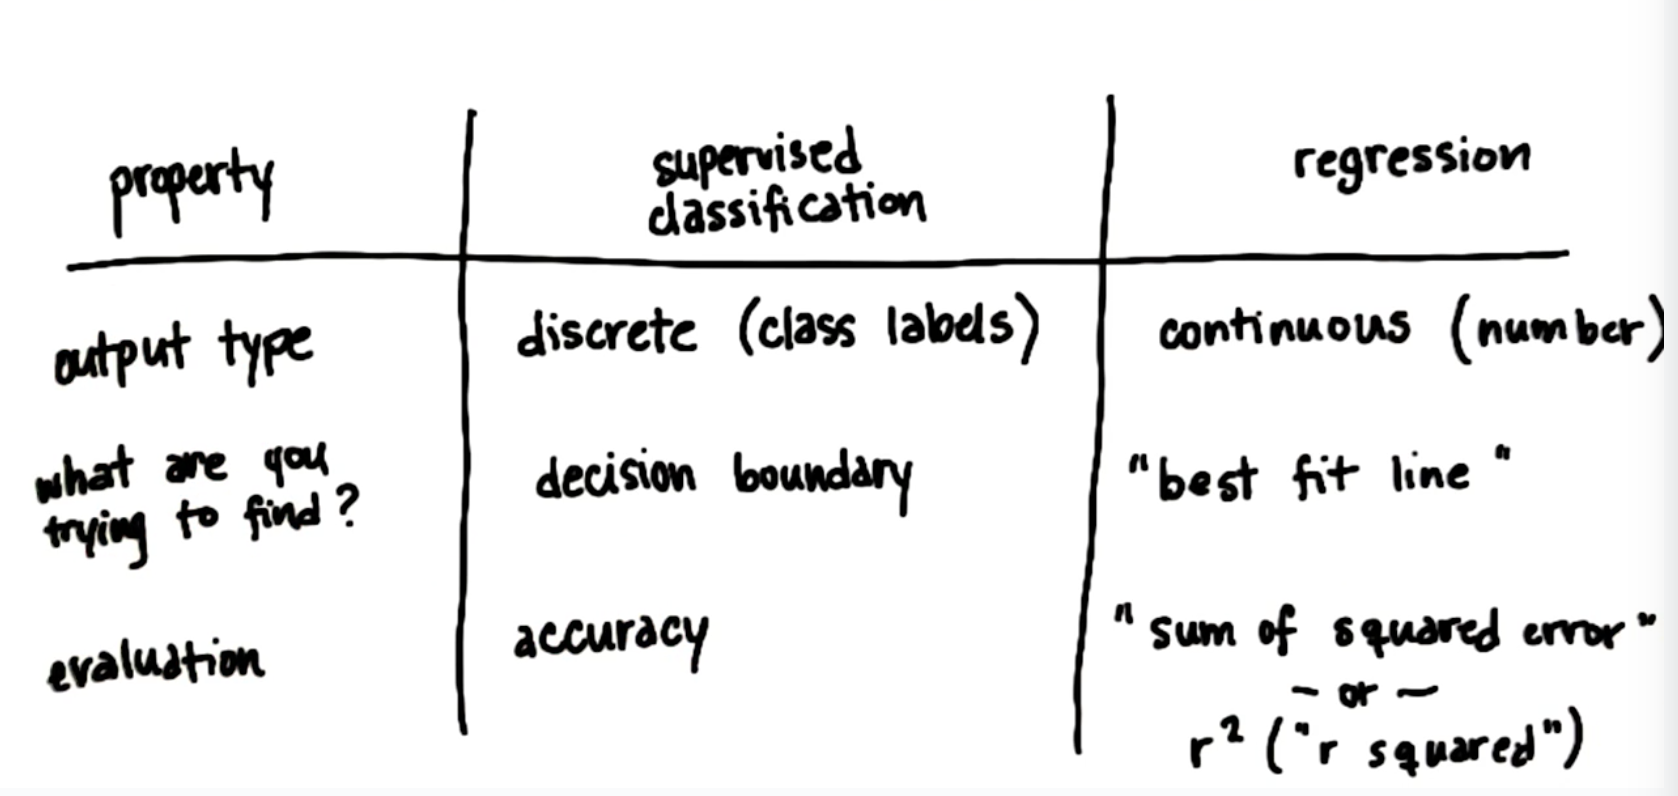 property
supervised
classification
regression
output type
discrete (class labels)
continuous (number)
what are you
trying to find?
decision boundary
"best fit line"
evaluation
accuracy
"sum of squared error"
- or -
r² ("r squared")